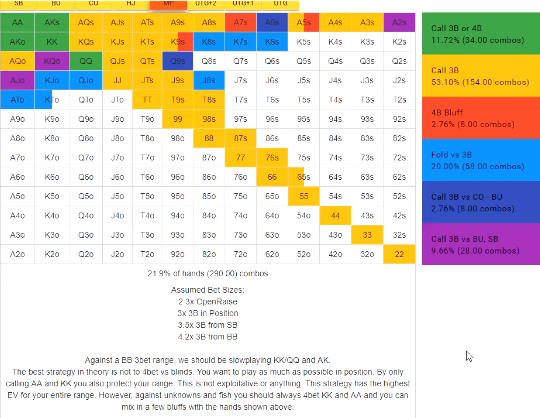 SB BU CO HJ MP UTG+2 UTG+1 UTG
AA AKs AQs AJs ATs A9s A8s A7s A6s A5s A4s A3s A2s
AKo KK KQs KJs KTs K9s K8s K7s K6s K5s K4s K3s K2s
AQo KQo QQ QJs QTs Q9s Q8s Q7s Q6s Q5s Q4s Q3s Q2s
AJo KJo QJo JJ JTs J9s J8s J7s J6s J5s J4s J3s J2s
ATo KTo QTo JTo TT T9s T8s T7s T6s T5s T4s T3s T2s
A9o K9o Q9o J9o T9o 99 98s 97s 96s 95s 94s 93s 92s
A8o K8o Q8o J8o T8o 98o 88 87s 86s 85s 84s 83s 82s
A7o K7o Q7o J7o T7o 97o 87o 77 76s 75s 74s 73s 72s
A6o K6o Q6o J6o T6o 96o 86o 76o 66 65s 64s 63s 62s
A5o K5o Q5o J5o T5o 95o 85o 75o 65o 55 54s 53s 52s
A4o K4o Q4o J4o T4o 94o 84o 74o 64o 54o 44 43s 42s
A3o K3o Q3o J3o T3o 93o 83o 73o 63o 53o 43o 33 32s
A2o K2o Q2o J2o T2o 92o 82o 72o 62o 52o 42o 32o 22
Call 3B or 4B
11.72% (34.00 combos)
Call 3B
53.10% (154.00 combos)
4B Bluff
2.76% (8.00 combos)
Fold vs 3B
20.00% (58.00 combos)
Call 3B vs CO - BU
2.76% (8.00 combos)
Call 3B vs BU, SB
9.66% (28.00 combos)
21.9% of hands (290.00) combos
Assumed Bet Sizes:
2.3x OpenRaise
3x 3B in Position
3.5x 3B from SB
4.2x 3B from BB
Against a BB 3bet range, we should be slowplaying KK/QQ and AK.
The best strategy in theory is not to 4bet vs blinds. You want to play as much as possible in position. By only
calling AA and KK you also protect your range. This is not exploitative or anything. This strategy has the highest
EV for your entire range. However, against unknowns and fish you should always 4bet KK and AA and you can
mix in a few bluffs with the hands shown above.